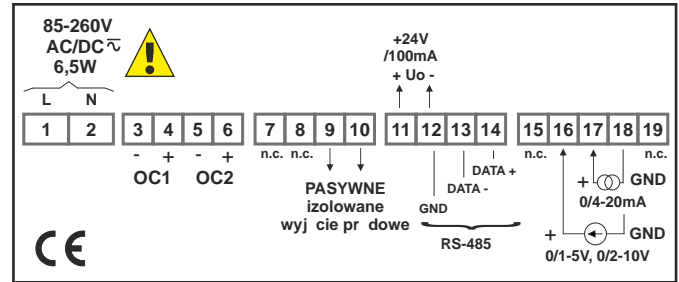 85-260V
AC/DC
6,5W
L N
+24V
/100mA
+ Uo -
1 2 3 4 5 6 7 8 9 10 11 12 13 14 15 16 17 18 19
- + - +
OC1 OC2
n.c. n.c.
PASYWNE
izolowane
wyj cie pr dowe
GND
DATA -
DATA +
RS-485
n.c. n.c.
+ GND
0/4-20mA
+ GND
0/1-5V, 0/2-10V
CE